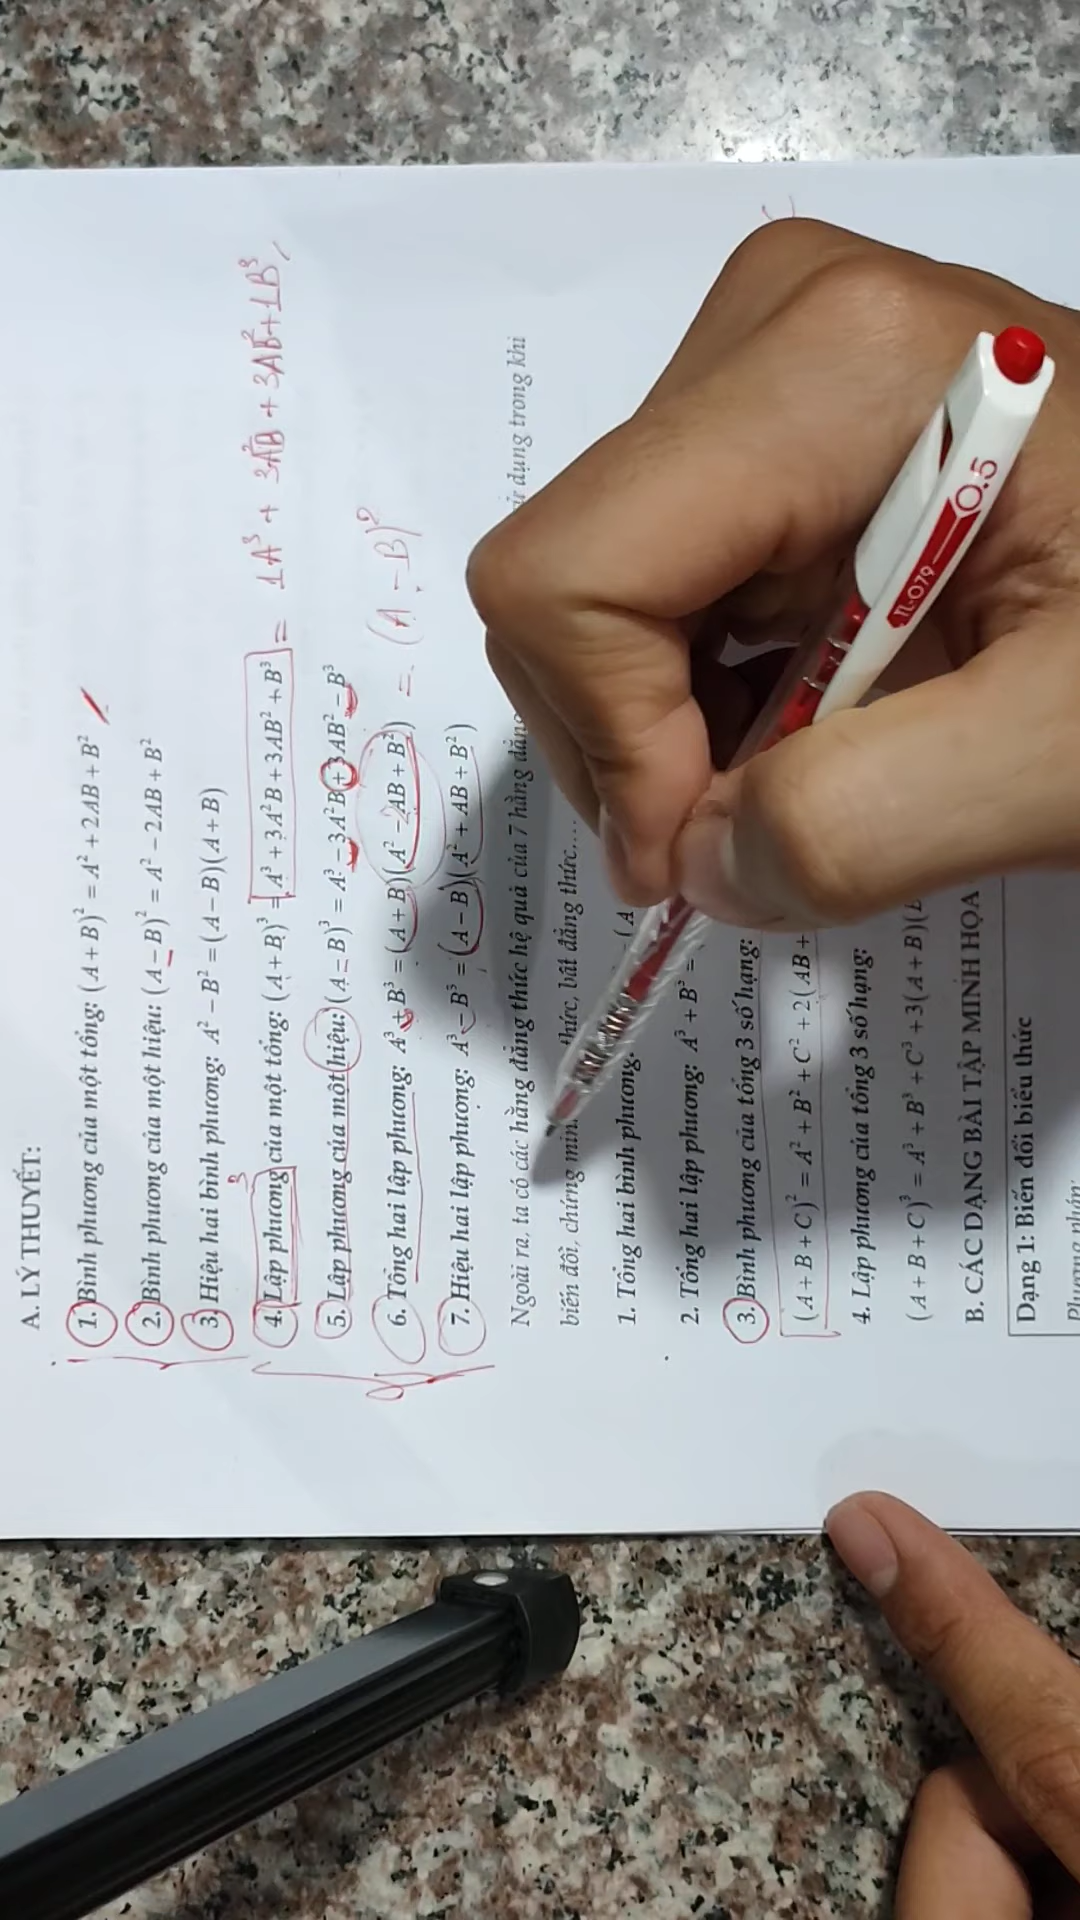 A. LÝ THUYẾT:
1. Bình phương của một tổng: (A + B)² = A² + 2AB + B²
2. Bình phương của một hiệu: (A − B)² = A² − 2AB + B²
3. Hiệu hai bình phương: A² − B² = (A − B)(A + B)
4. Lập phương của một tổng: (A + B)³ = A³ + 3A²B + 3AB² + B³ = 1A³ + 3A²B + 3AB² + 1B³
3
5. Lập phương của một hiệu: (A − B)³ = A³ − 3A²B + 3AB² − B³
6. Tổng hai lập phương: A³ + B³ = (A + B)(A² − AB + B²) = (A − B)²
7. Hiệu hai lập phương: A³ − B³ = (A − B)(A² + AB + B²)
Ngoài ra, ta có các hằng đẳng thức hệ quả của 7 hằng đẳng dụng trong khi
biến đổi, chứng thức, bất đẳng thức,...
1. Tổng hai bình phương: (A
2. Tổng hai lập phương: A³ + B³ =
3. Bình phương của tổng 3 số hạng:
(A + B + C)² = A² + B² + C² + 2(AB +
4. Lập phương của tổng 3 số hạng:
(A + B + C)³ = A³ + B³ + C³ + 3(A + B)(B
B. CÁC DẠNG BÀI TẬP MINH HỌA
Dạng 1: Biến đổi biểu thức
Phương pháp:
TL-079 0.5